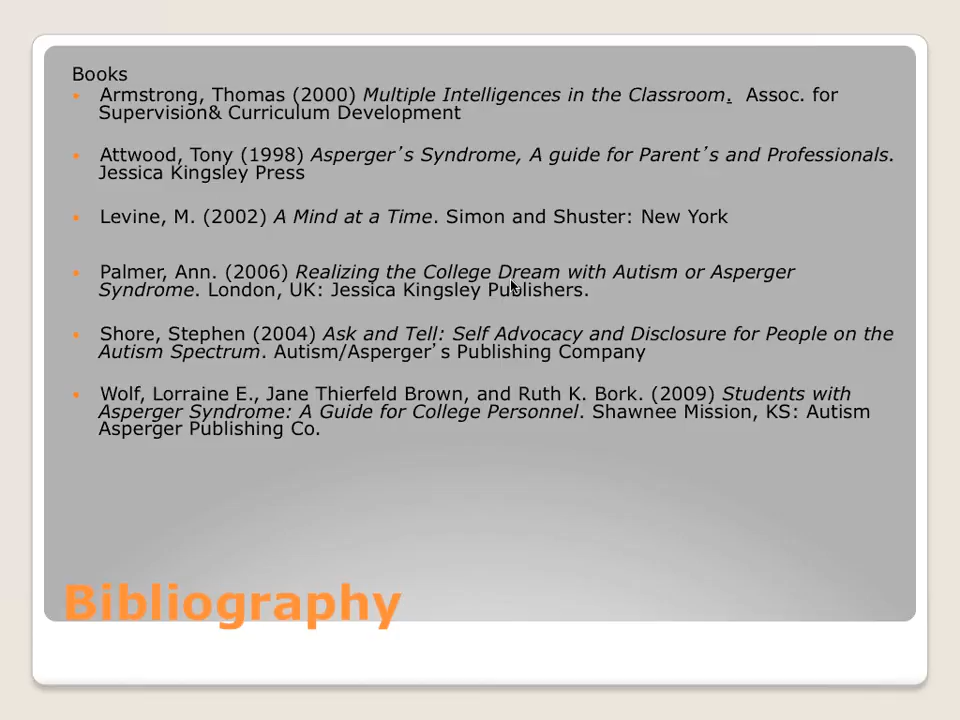 Books
Armstrong, Thomas (2000) Multiple Intelligences in the Classroom.  Assoc. for
Supervision& Curriculum Development
Attwood, Tony (1998) Asperger’s Syndrome, A guide for Parent’s and Professionals.
Jessica Kingsley Press
Levine, M. (2002) A Mind at a Time. Simon and Shuster: New York
Palmer, Ann. (2006) Realizing the College Dream with Autism or Asperger
Syndrome. London, UK: Jessica Kingsley Publishers.
Shore, Stephen (2004) Ask and Tell: Self Advocacy and Disclosure for People on the
Autism Spectrum. Autism/Asperger’s Publishing Company
Wolf, Lorraine E., Jane Thierfeld Brown, and Ruth K. Bork. (2009) Students with
Asperger Syndrome: A Guide for College Personnel. Shawnee Mission, KS: Autism
Asperger Publishing Co.
Bibliography